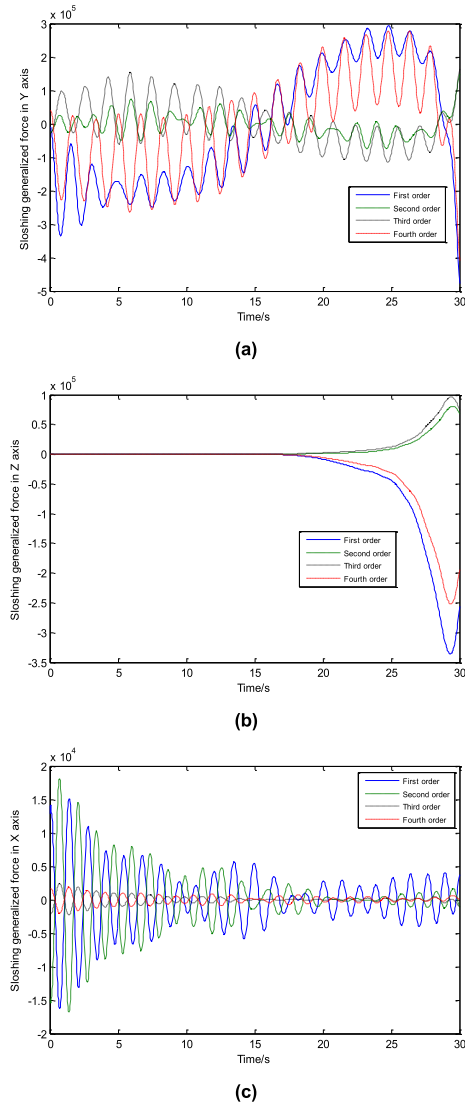 x 10^5
3
2
1
0
-1
-2
-3
-4
-5
Sloshing generalized force in Y axis
First order
Second order
Third order
Fourth order
0 5 10 15 20 25 30
Time/s
(a)
x 10^5
1
0.5
0
-0.5
-1
-1.5
-2
-2.5
-3
-3.5
Sloshing generalized force in Z axis
First order
Second order
Third order
Fourth order
0 5 10 15 20 25 30
Time/s
(b)
x 10^4
2
1.5
1
0.5
0
-0.5
-1
-1.5
-2
Sloshing generalized force in X axis
First order
Second order
Third order
Fourth order
0 5 10 15 20 25 30
Time/s
(c)